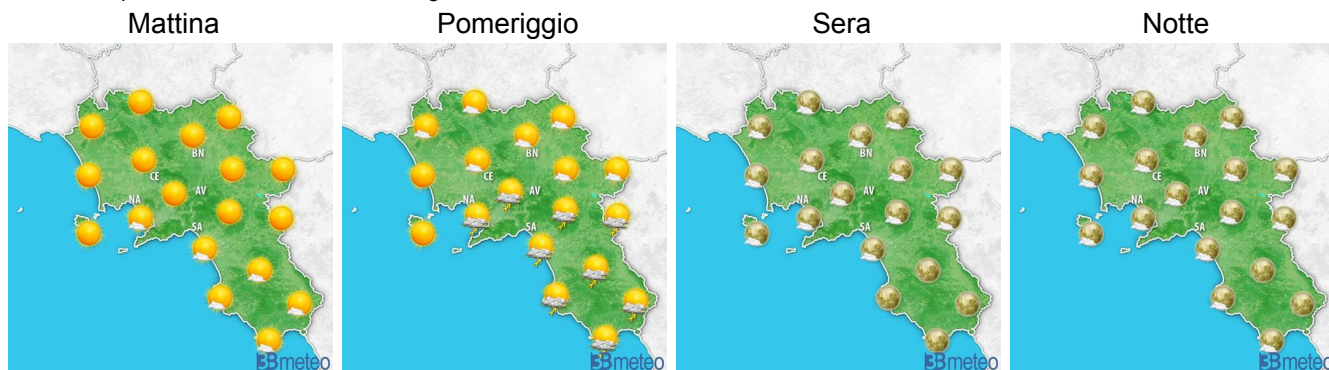 Mattina
Pomeriggio
Sera
Notte
BN
CE
AV
NA
3Bmeteo
BN
CE
AV
NA
SA
3Bmeteo
BN
CE
AV
NA
SA
3Bmeteo
BN
CE
AV
NA
SA
3Bmeteo